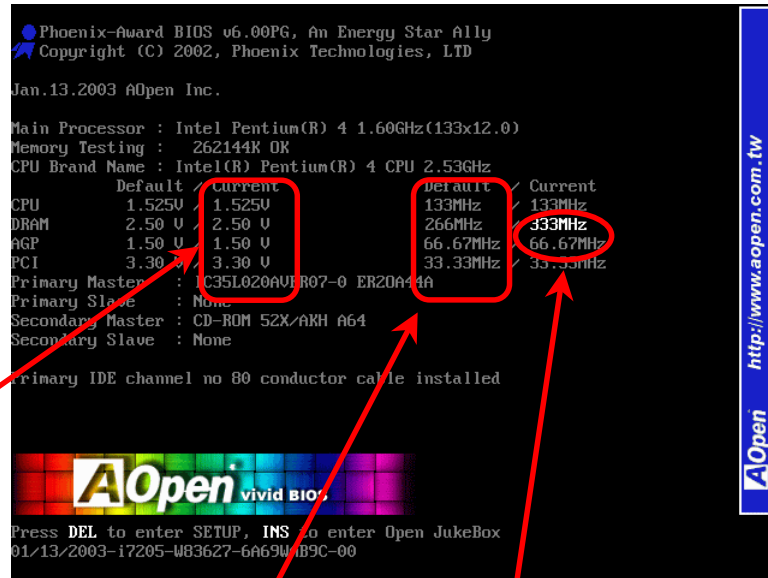 Phoenix-Award BIOS v6.00PG, An Energy Star Ally
Copyright (C) 2002, Phoenix Technologies, LTD
Jan.13.2003 AOpen Inc.
Main Processor : Intel Pentium(R) 4 1.60GHz(133x12.0)
Memory Testing : 262144K OK
CPU Brand Name : Intel(R) Pentium(R) 4 CPU 2.53GHz
Default / Current Default / Current
CPU 1.525V / 1.525V 133MHz / 133MHz
DRAM 2.50 V / 2.50 V 266MHz / 333MHz
AGP 1.50 V / 1.50 V 66.67MHz / 66.67MHz
PCI 3.30 V / 3.30 V 33.33MHz / 33.33MHz
Primary Master : ER20A44A
Primary Slave : None
Secondary Master : CD-ROM 52X/AKH A64
Secondary Slave : None
Primary IDE channel no 80 conductor cable installed
AOpen vivid BIOS
Press DEL to enter SETUP, INS to enter Open JukeBox
AOpen http://www.aopen.com.tw